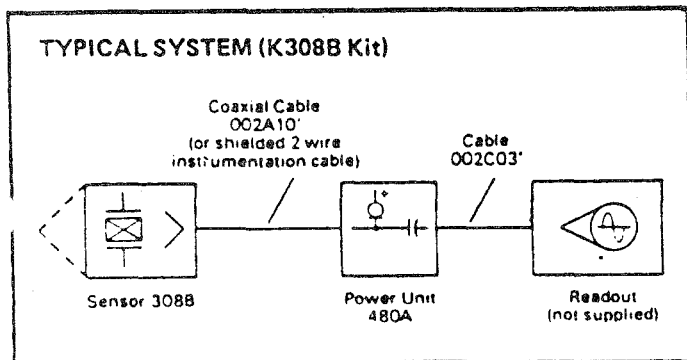 TYPICAL SYSTEM (K308B Kit)
Coaxial Cable
002A10'
(or shielded 2 wire
instrumentation cable)
Cable
002C03'
Sensor 308B
Power Unit
480A
Readout
(not supplied)